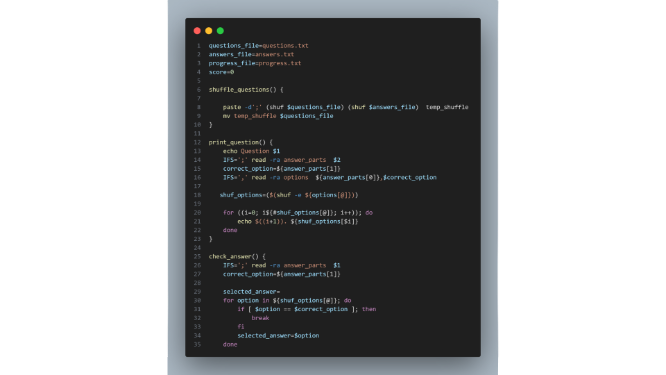 1 questions_file=questions.txt
2 answers_file=answers.txt
3 progress_file=progress.txt
4 score=0
5
6 shuffle_questions() {
7
8 paste -d';' (shuf $questions_file) (shuf $answers_file) temp_shuffle
9 mv temp_shuffle $questions_file
10 }
11
12 print_question() {
13 echo Question $1
14 IFS=';' read -ra answer_parts $2
15 correct_option=${answer_parts[1]}
16 IFS=',' read -ra options ${answer_parts[0]},$correct_option
17
18 shuf_options=($(shuf -e ${options[@]}))
19
20 for ((i=0; i${#shuf_options[@]}; i++)); do
21 echo $((i+1)). ${shuf_options[$i]}
22 done
23 }
24
25 check_answer() {
26 IFS=';' read -ra answer_parts $1
27 correct_option=${answer_parts[1]}
28
29 selected_answer=
30 for option in ${shuf_options[@]}; do
31 if [ $option == $correct_option ]; then
32 break
33 fi
34 selected_answer=$option
35 done